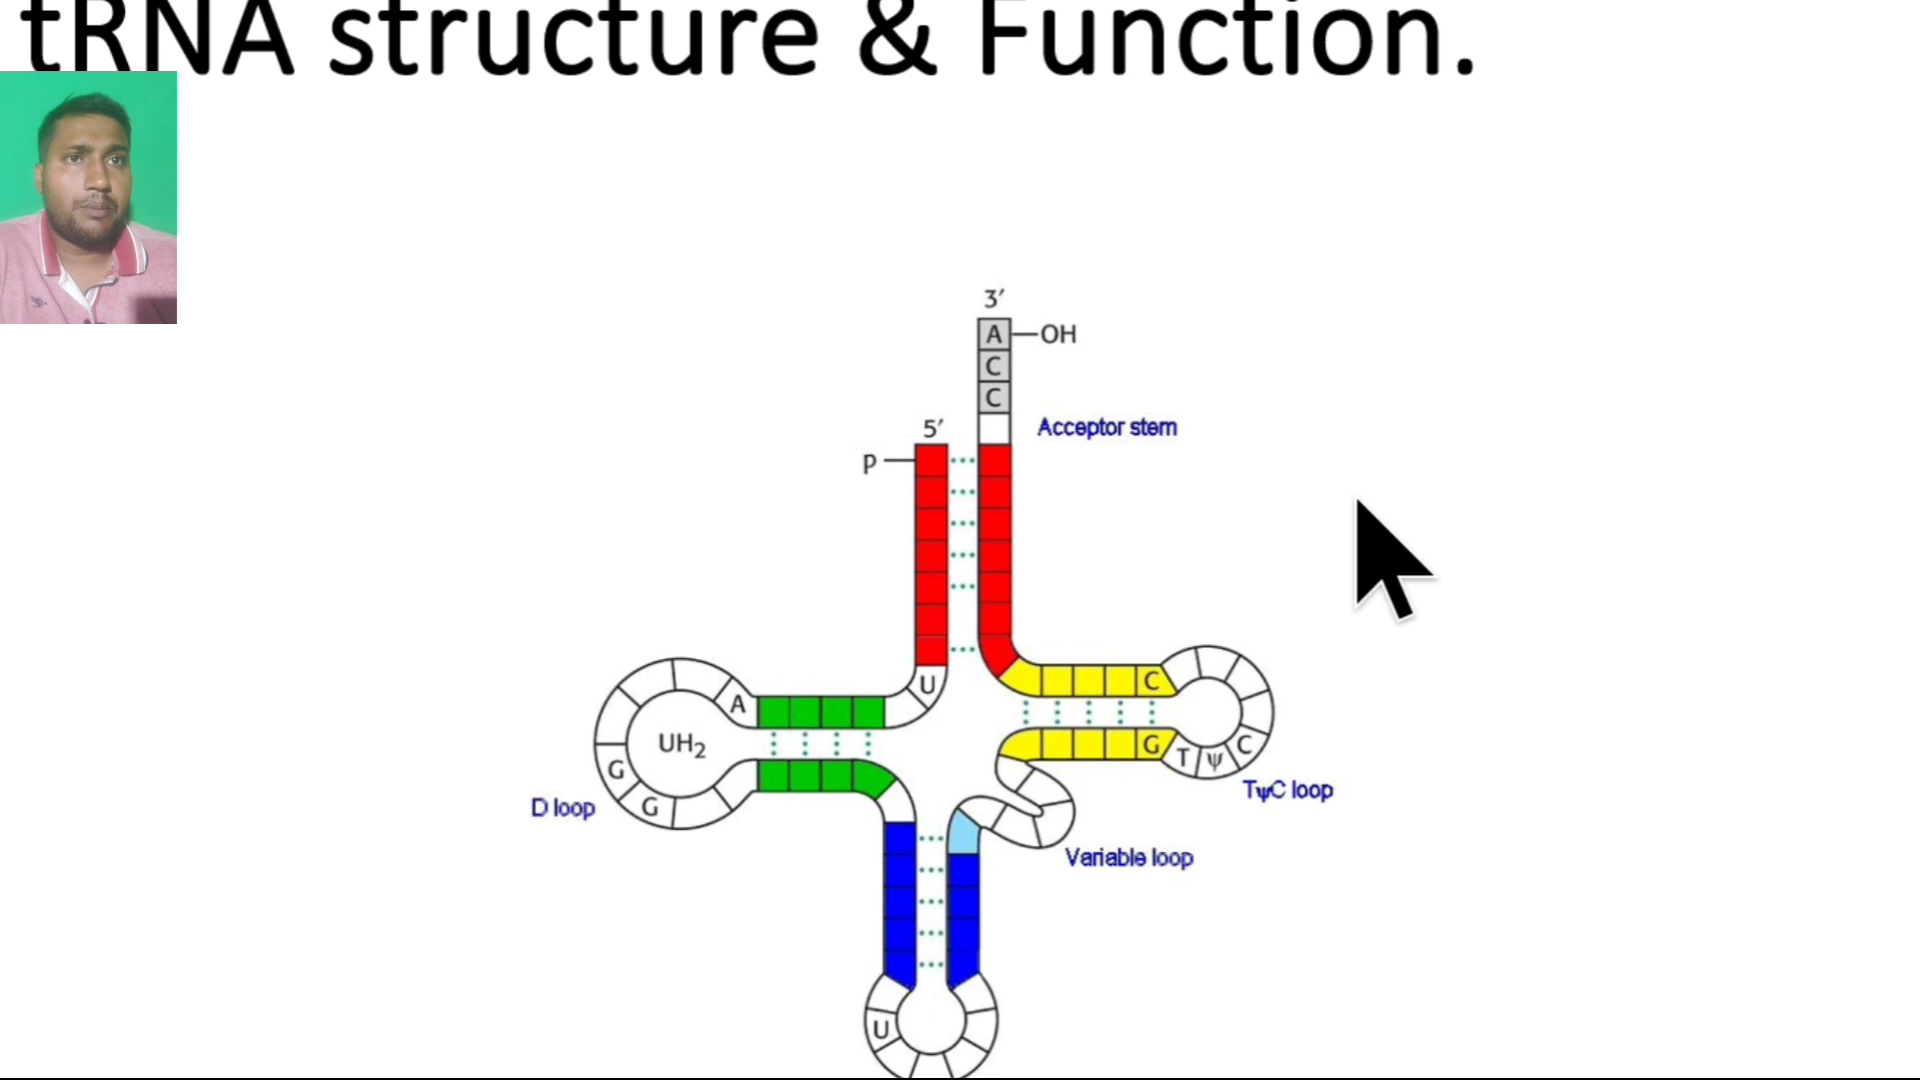 tRNA structure & Function.
3′
A—OH
C
C
Acceptor stem
5′
P
U
C
A
UH₂
G
T
ψ
C
G
G
D loop
TψC loop
Variable loop
U